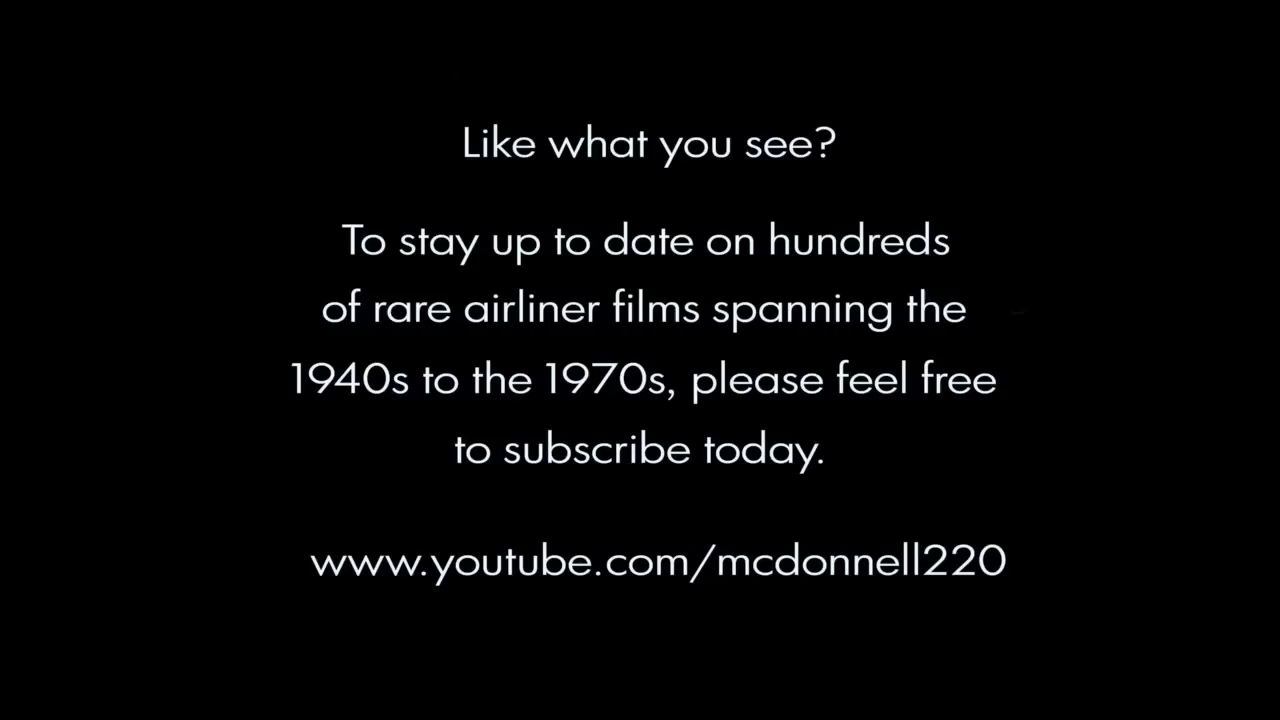 Like what you see?
To stay up to date on hundreds
of rare airliner films spanning the
1940s to the 1970s, please feel free
to subscribe today.
www.youtube.com/mcdonnell220